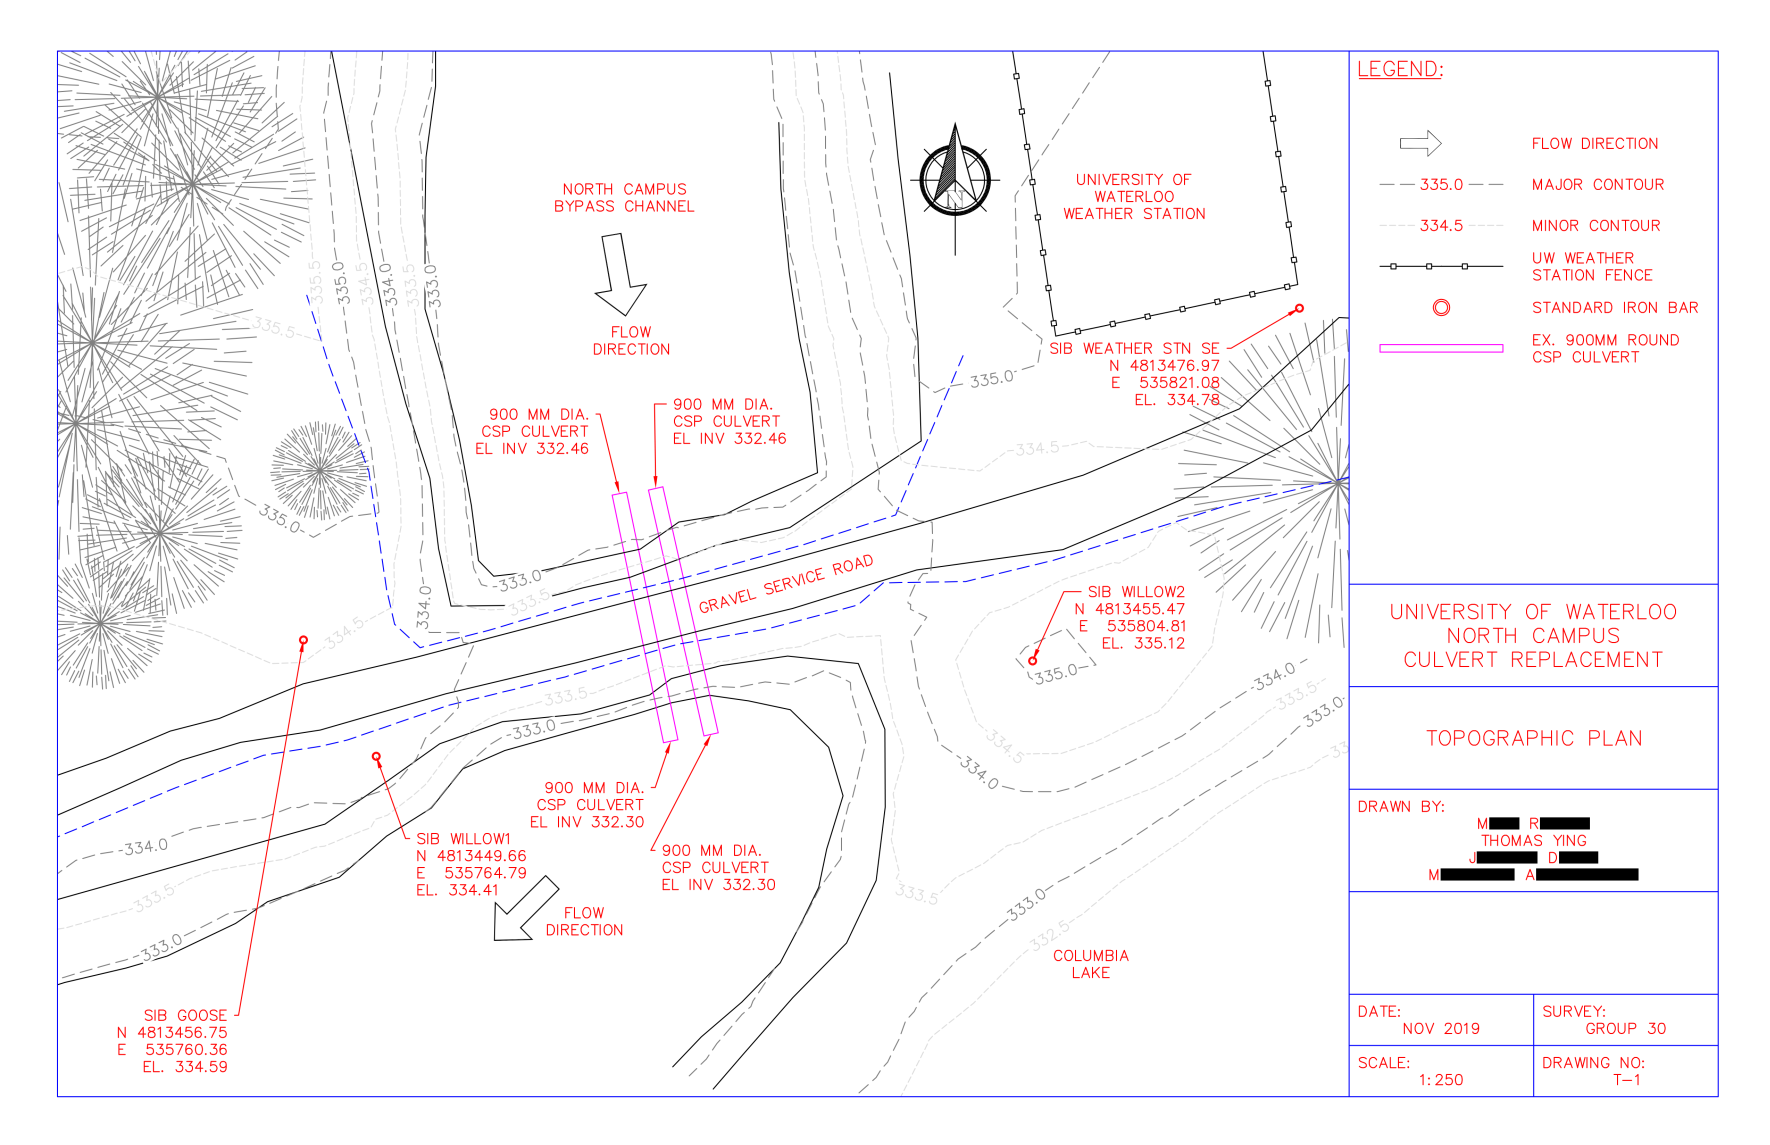 NORTH CAMPUS
BYPASS CHANNEL
FLOW
DIRECTION
N
UNIVERSITY OF
WATERLOO
WEATHER STATION
335.5
335.0
334.5
334.0
333.5
333.0
335.5
335.0
SIB WEATHER STN SE
N 4813476.97
E 535821.08
EL. 334.78
900 MM DIA.
CSP CULVERT
EL INV 332.46
900 MM DIA.
CSP CULVERT
EL INV 332.46
334.5
335.0
333.0
333.5
334.0
334.5
GRAVEL SERVICE ROAD
SIB WILLOW2
N 4813455.47
E 535804.81
EL. 335.12
335.0
334.0
333.5
333.0
333.5
333.0
334.5
334.0
900 MM DIA.
CSP CULVERT
EL INV 332.30
900 MM DIA.
CSP CULVERT
EL INV 332.30
SIB WILLOW1
N 4813449.66
E 535764.79
EL. 334.41
334.0
333.5
333.0
FLOW
DIRECTION
333.5
333.0
332.5
COLUMBIA
LAKE
SIB GOOSE
N 4813456.75
E 535760.36
EL. 334.59
LEGEND:
FLOW DIRECTION
335.0 MAJOR CONTOUR
334.5 MINOR CONTOUR
UW WEATHER
STATION FENCE
STANDARD IRON BAR
EX. 900MM ROUND
CSP CULVERT
UNIVERSITY OF WATERLOO
NORTH CAMPUS
CULVERT REPLACEMENT
TOPOGRAPHIC PLAN
DRAWN BY:
M R
THOMAS YING
J D
M A
DATE:
NOV 2019
SURVEY:
GROUP 30
SCALE:
1:250
DRAWING NO:
T-1